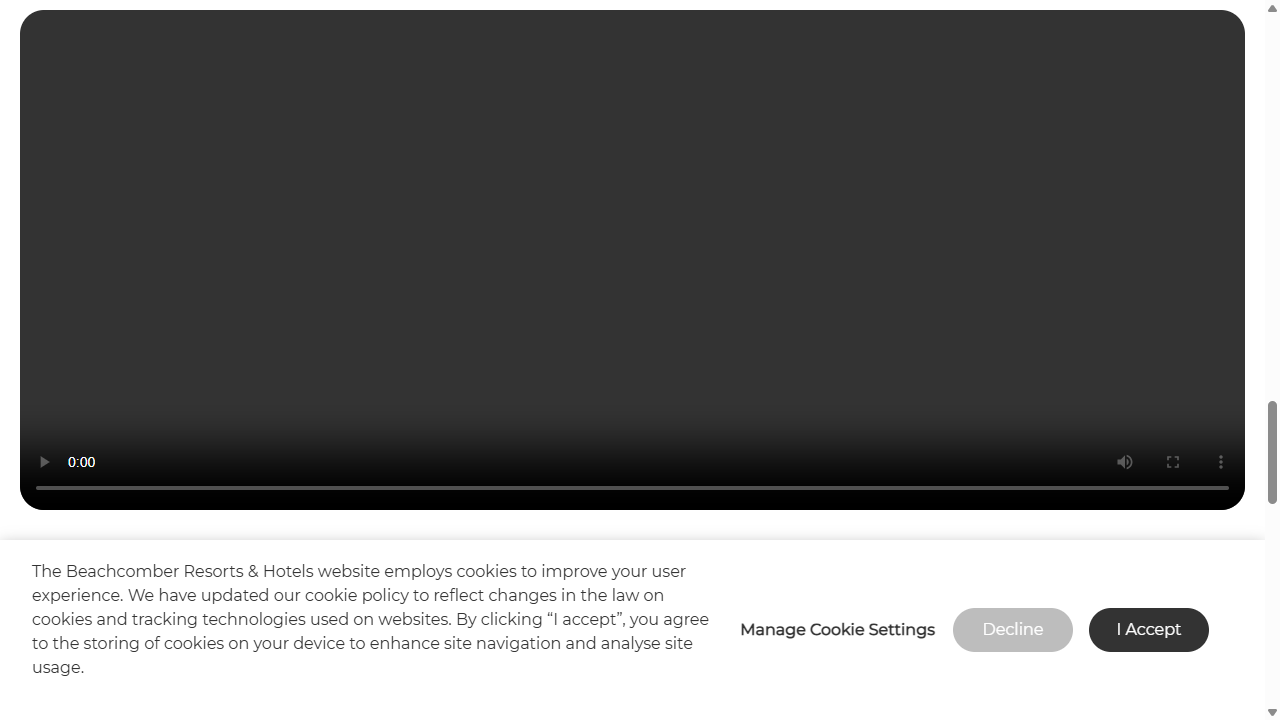 0:00
The Beachcomber Resorts & Hotels website employs cookies to improve your user
experience. We have updated our cookie policy to reflect changes in the law on
cookies and tracking technologies used on websites. By clicking “I accept”, you agree
to the storing of cookies on your device to enhance site navigation and analyse site
usage.
Manage Cookie Settings
Decline
I Accept